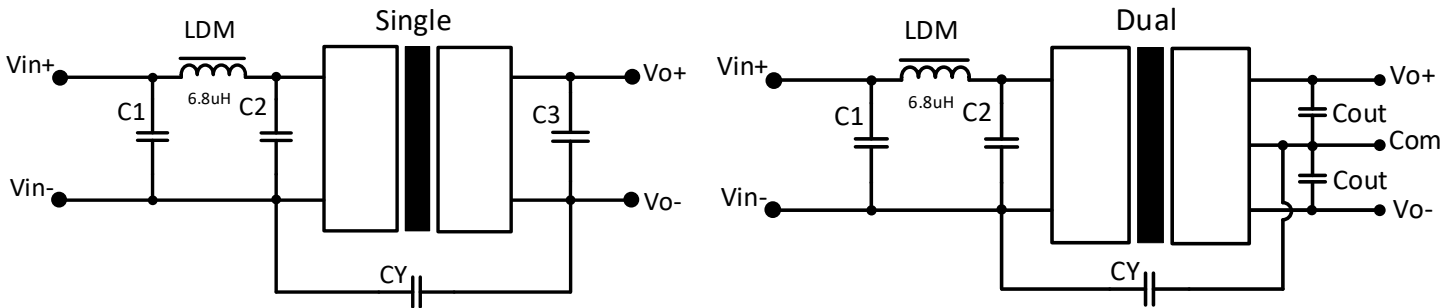 Single
LDM
Vin+
6.8uH
Vo+
C1
C2
C3
Vin-
Vo-
CY
Dual
LDM
Vin+
6.8uH
Vo+
C1
C2
Cout
Com
Cout
Vin-
Vo-
CY